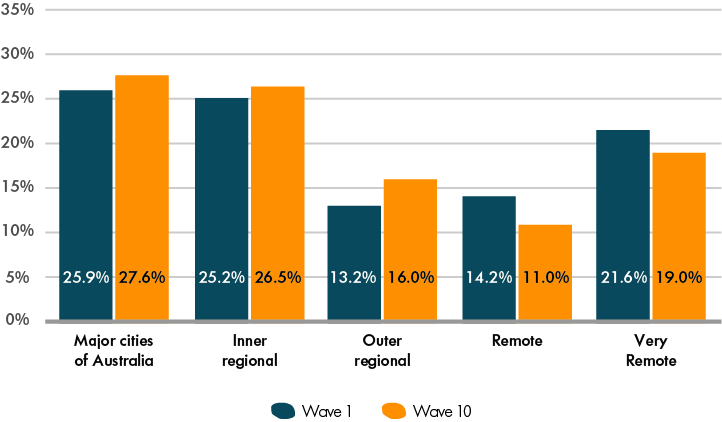 35%
30%
25%
20%
15%
10%
5%
0%
25.9% 27.6% 25.2% 26.5% 13.2% 16.0% 14.2% 11.0% 21.6% 19.0%
Major cities
of Australia
Inner
regional
Outer
regional
Remote
Very
Remote
Wave 1 Wave 10